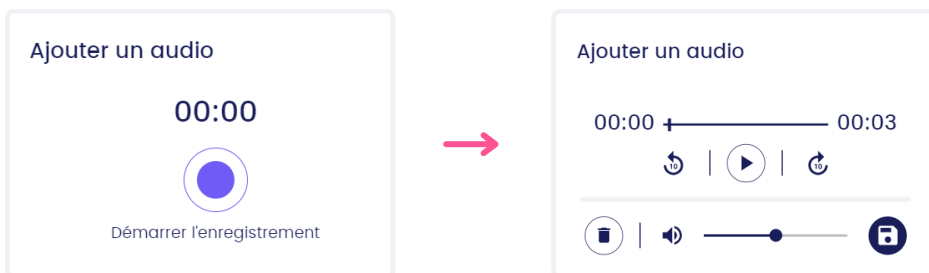 Ajouter un audio
00:00
Démarrer l'enregistrement
Ajouter un audio
00:00 00:03
10 10